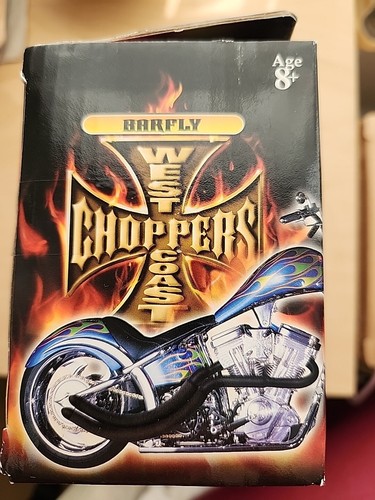 Age
8+
BARFLY
WEST
CHOPPERS
COAST